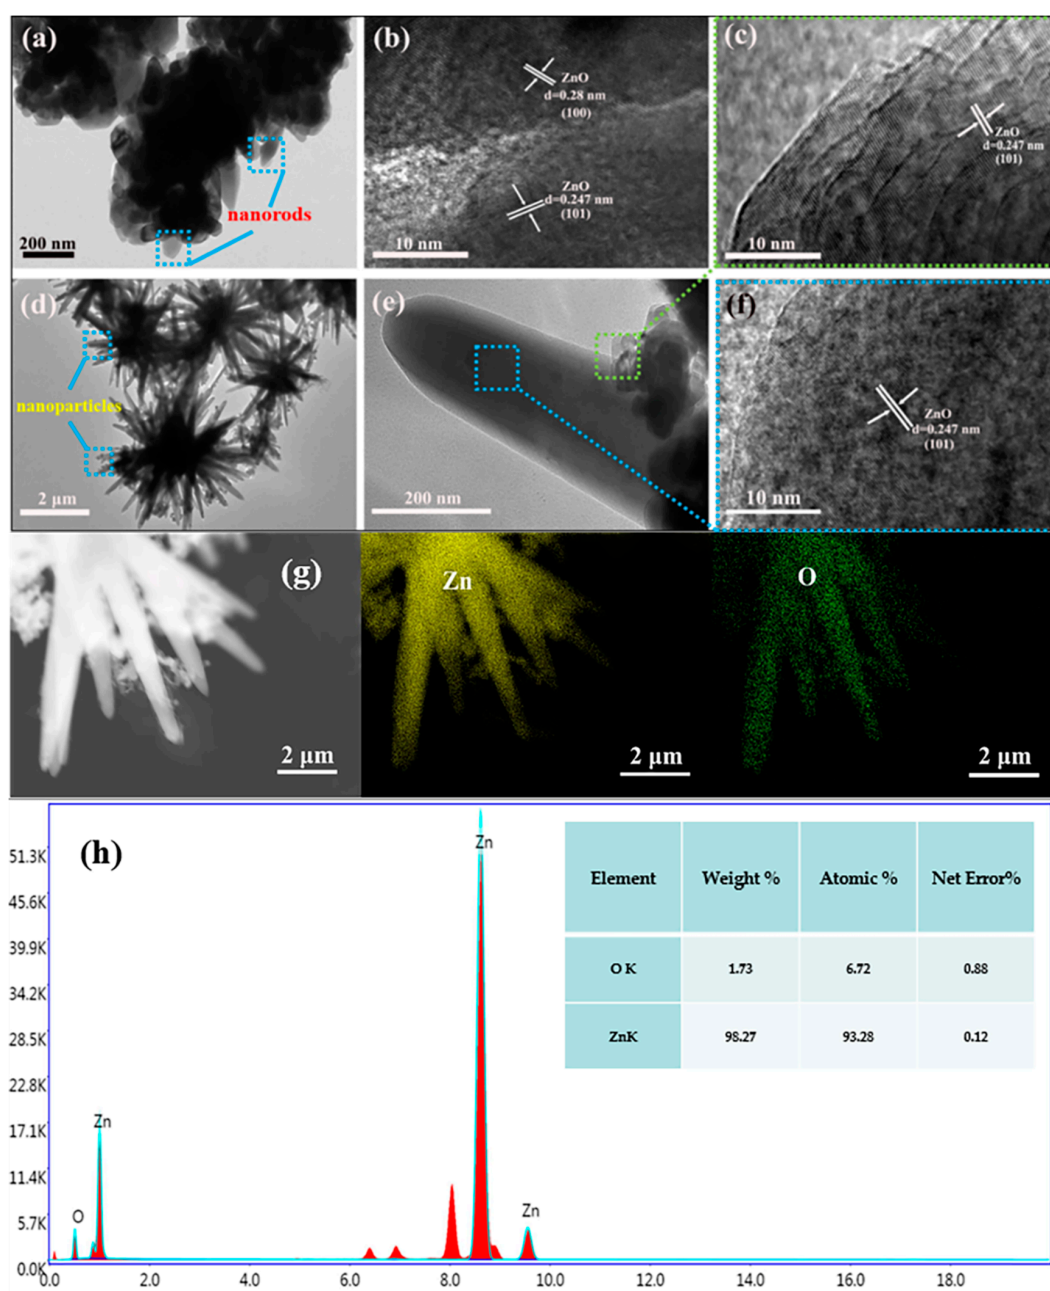 (a)
nanorods
200 nm
(b)
ZnO
d=0.28 nm
(100)
ZnO
d=0.247 nm
(101)
10 nm
(c)
ZnO
d=0.247 nm
(101)
10 nm
(d)
nanoparticles
2 μm
(e)
200 nm
(f)
ZnO
d=0.247 nm
(101)
10 nm
(g)
2 μm
Zn
2 μm
O
2 μm
(h)
51.3K
45.6K
39.9K
34.2K
28.5K
22.8K
17.1K
11.4K
5.7K
0.0K
O
Zn
Zn
Zn
0.0 2.0 4.0 6.0 8.0 10.0 12.0 14.0 16.0 18.0
Element Weight % Atomic % Net Error%
O K 1.73 6.72 0.88
ZnK 98.27 93.28 0.12